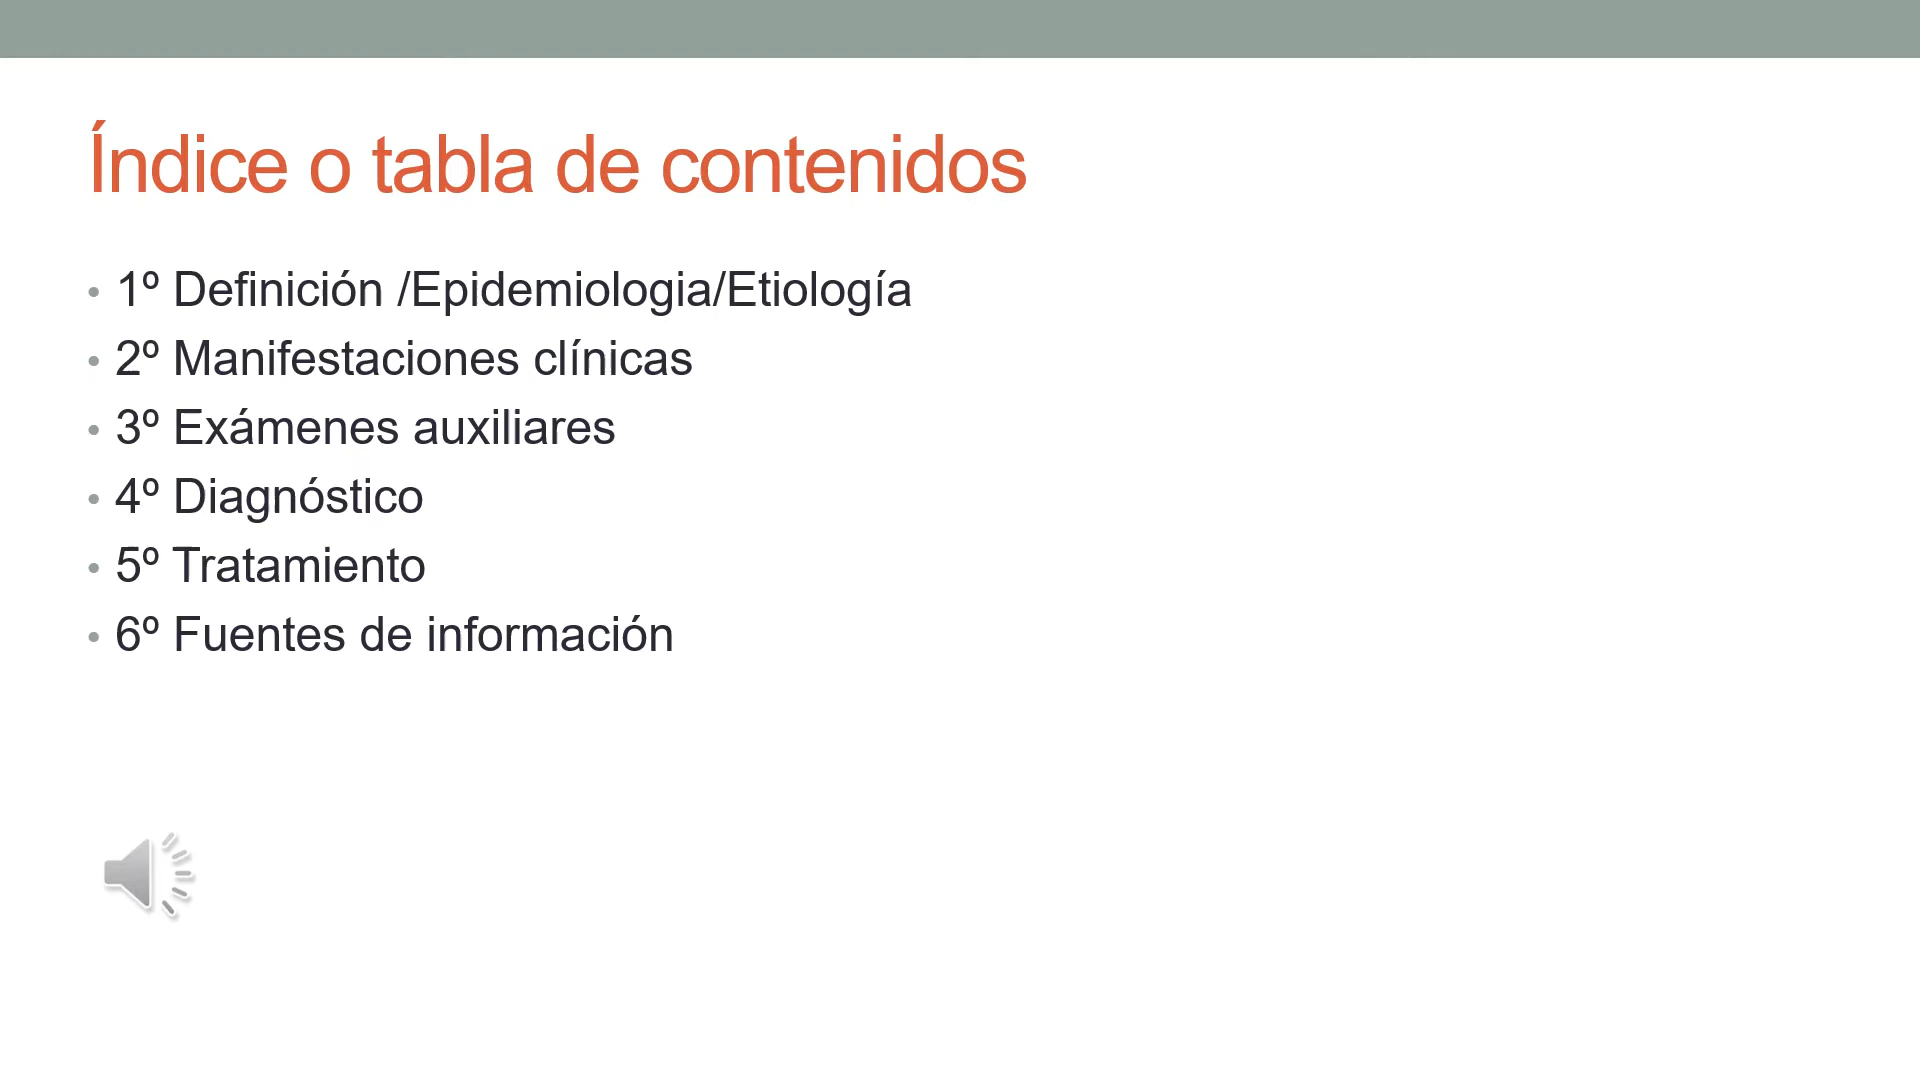 Índice o tabla de contenidos
• 1º Definición /Epidemiologia/Etiología
• 2º Manifestaciones clínicas
• 3º Exámenes auxiliares
• 4º Diagnóstico
• 5º Tratamiento
• 6º Fuentes de información